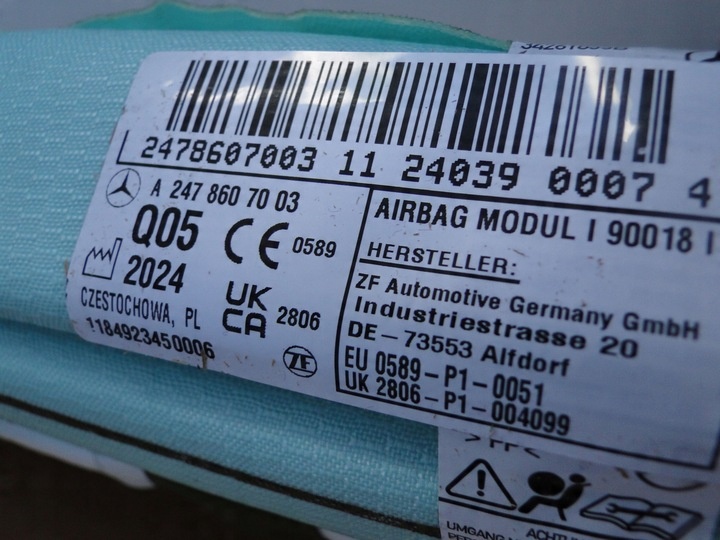 2478607003 11 240390 0007 4
A 247 860 70 03
Q05
2024
CZESTOCHOWA, PL
1184923450006
CE 0589
UK
CA 2806
ZF
AIRBAG MODUL I 90018 I
HERSTELLER:
ZF Automotive Germany GmbH
Industriestrasse 20
DE-73553 Alfdorf
EU 0589-P1-0051
UK 2806-P1-004099